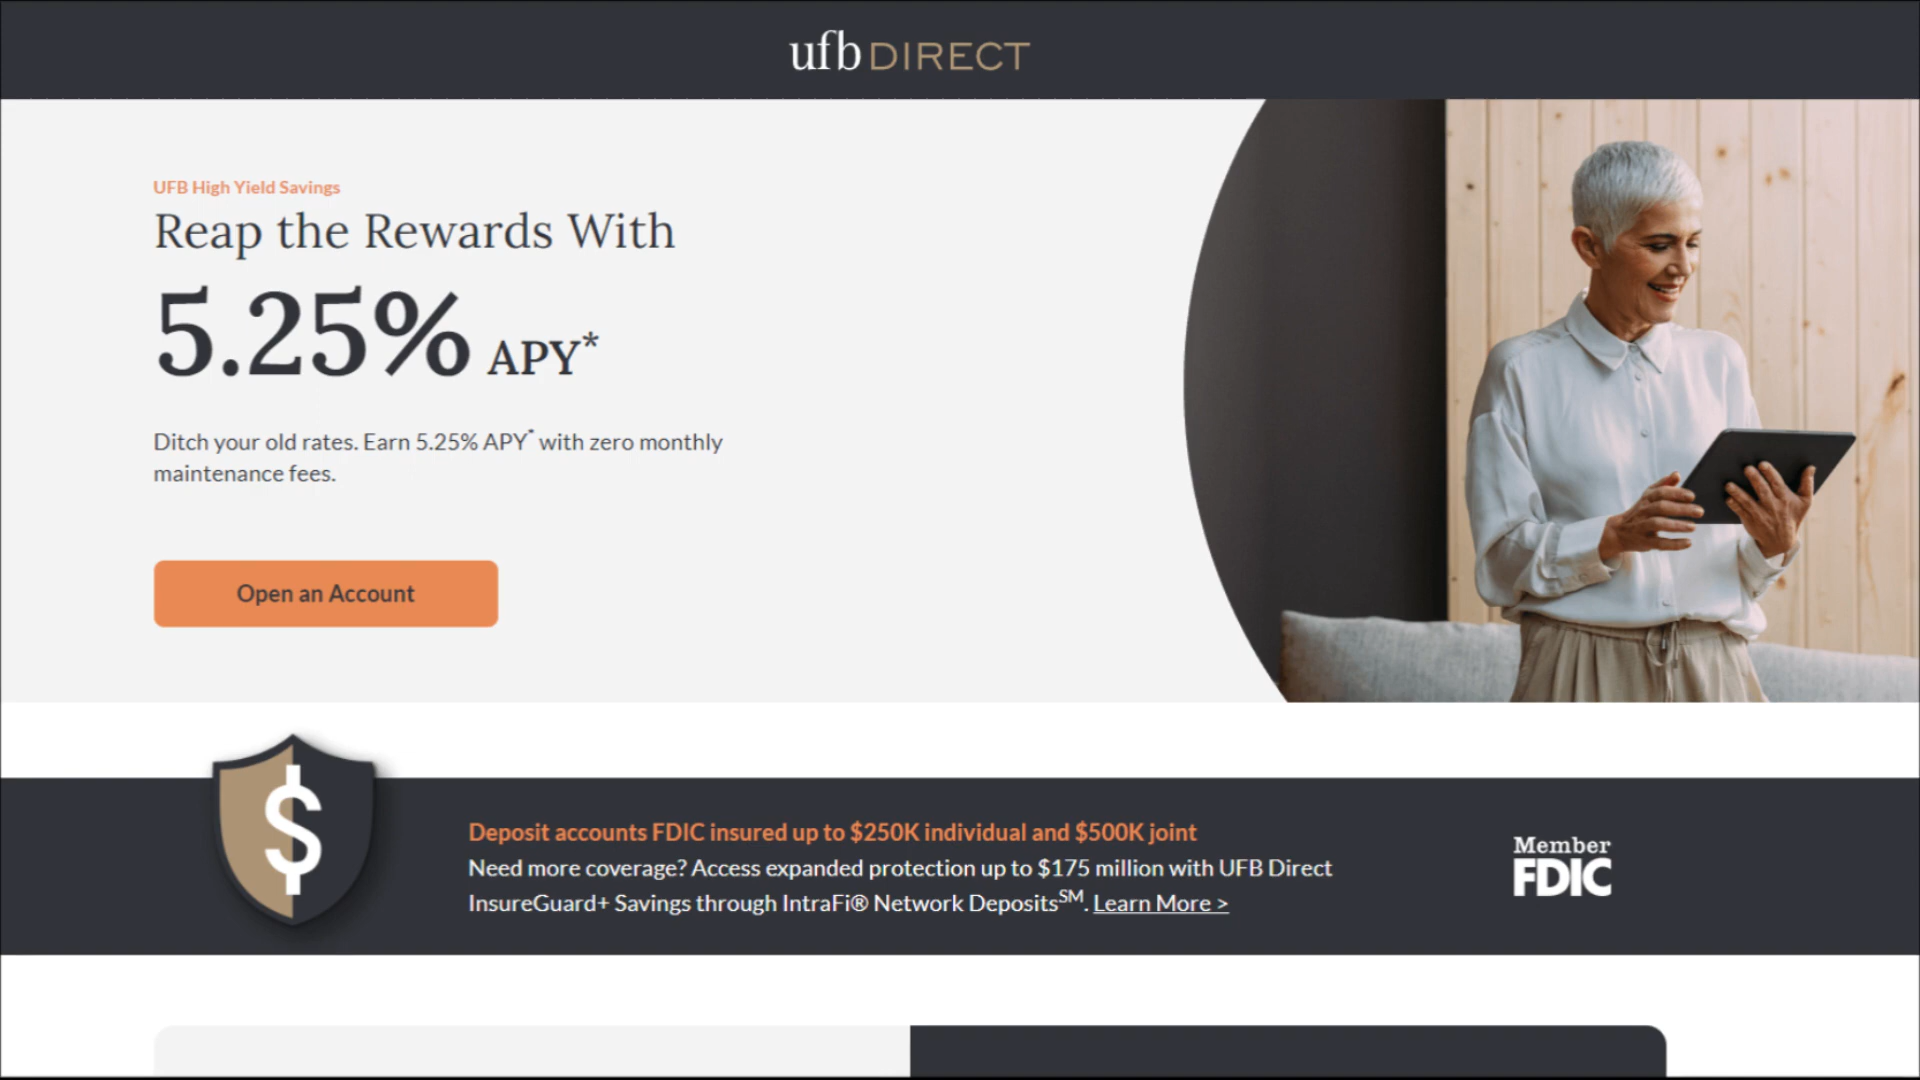 ufb DIRECT
UFB High Yield Savings
Reap the Rewards With
5.25% APY*
Ditch your old rates. Earn 5.25% APY* with zero monthly
maintenance fees.
Open an Account
$
Deposit accounts FDIC insured up to $250K individual and $500K joint
Need more coverage? Access expanded protection up to $175 million with UFB Direct
InsureGuard+ Savings through IntraFi® Network DepositsSM. Learn More >
Member
FDIC